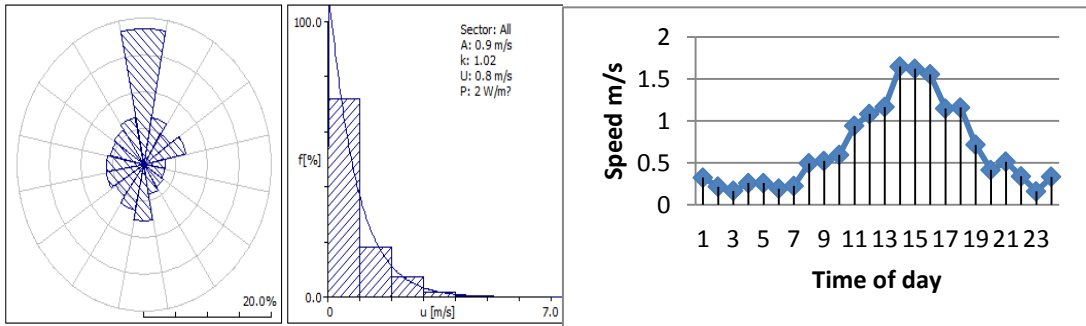 20.0%
100.0
Sector: All
A: 0.9 m/s
k: 1.02
U: 0.8 m/s
P: 2 W/m?
f[%]
0.0
0
u [m/s]
7.0
Speed m/s
2
1.5
1
0.5
0
1 3 5 7 9 11 13 15 17 19 21 23
Time of day